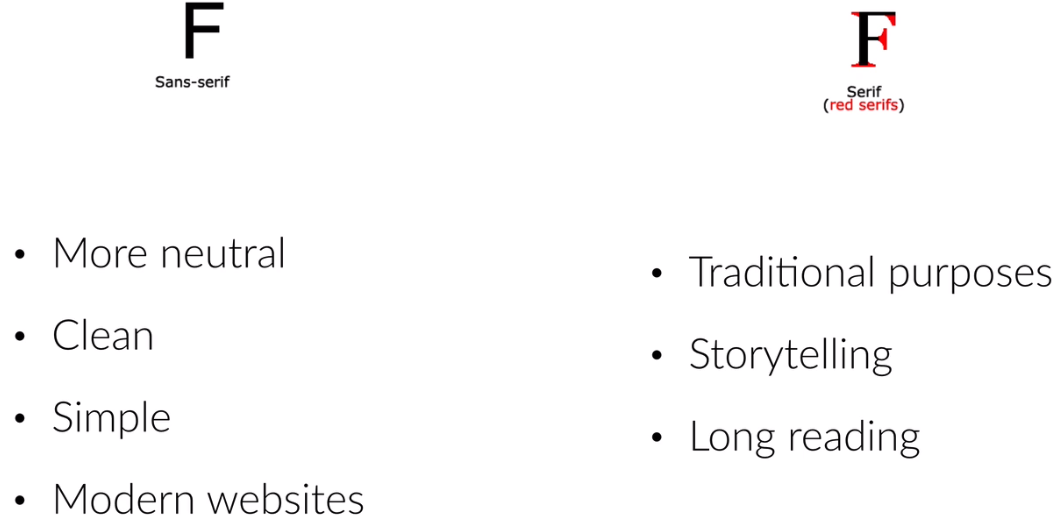 F
Sans-serif
More neutral
Clean
Simple
Modern websites
F
Serif
(red serifs)
Traditional purposes
Storytelling
Long reading